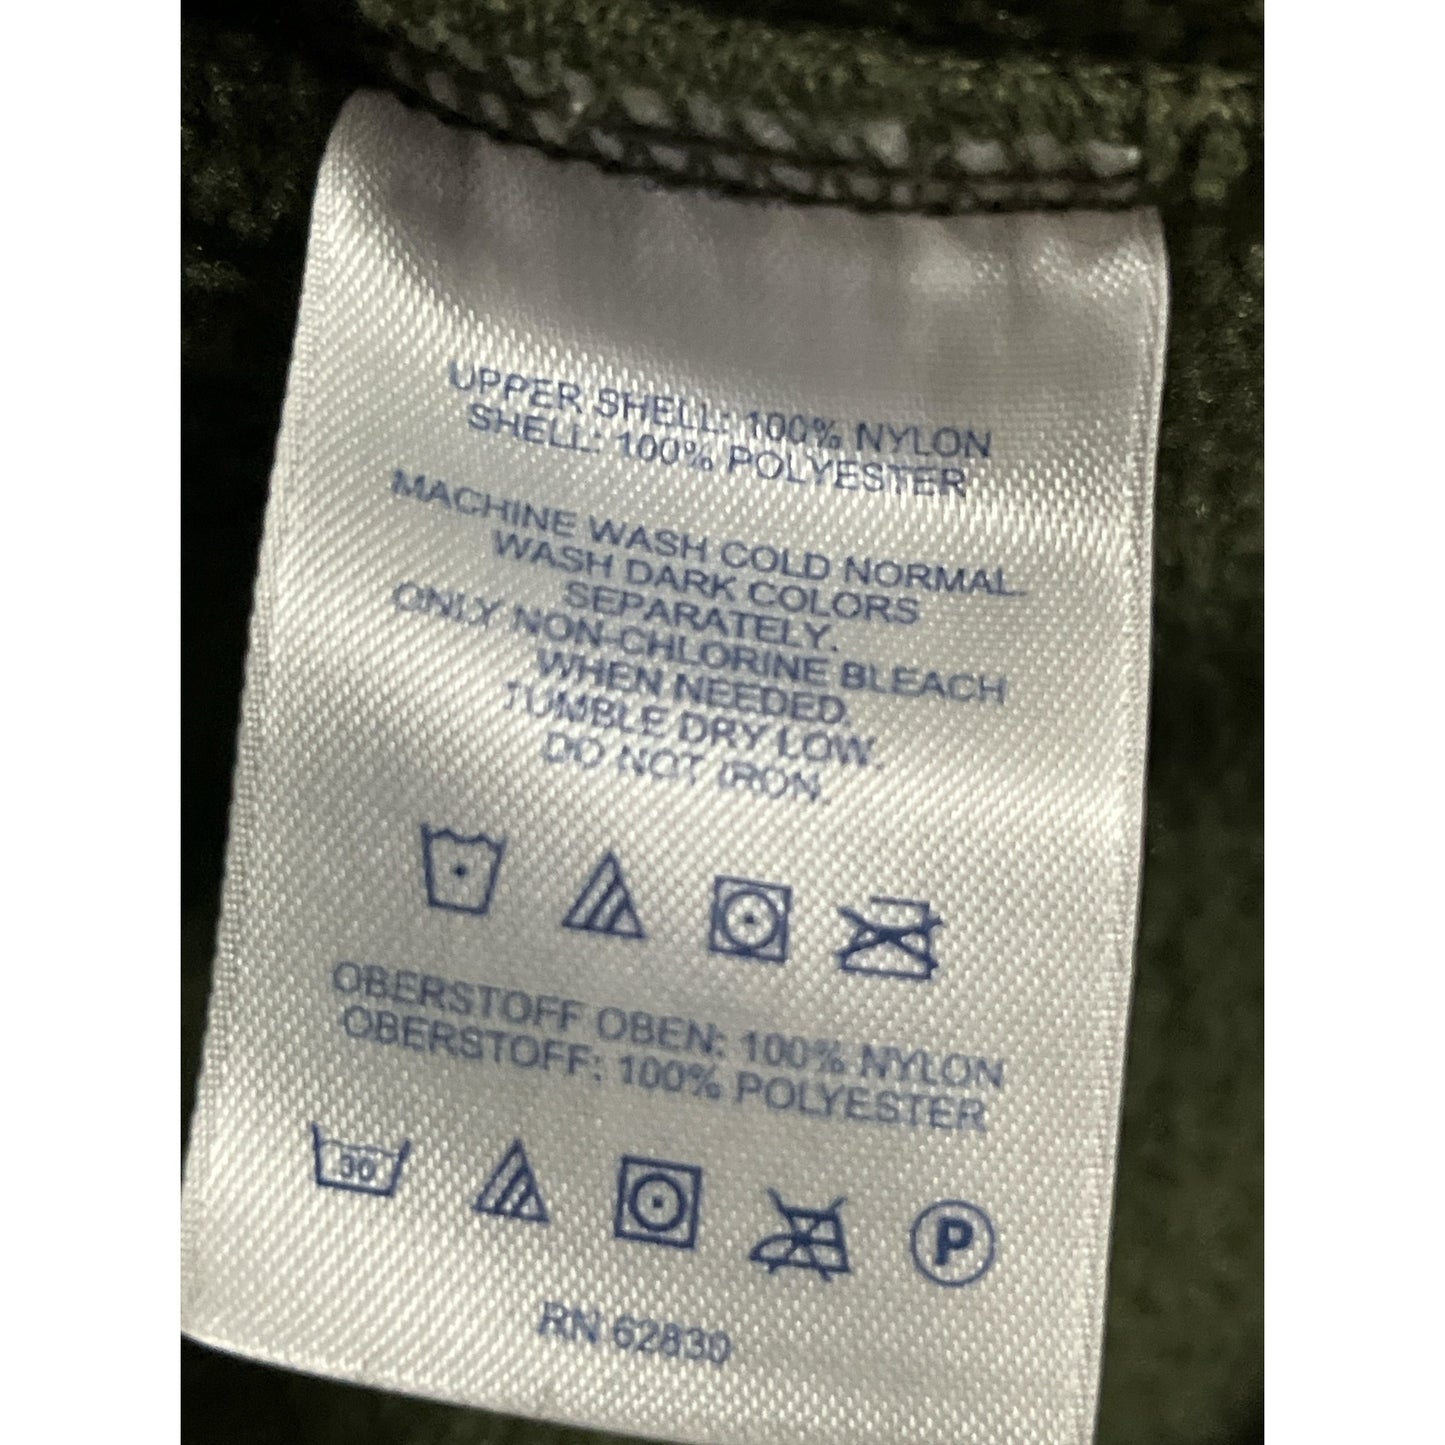 UPPER SHELL: 100% NYLON
SHELL: 100% POLYESTER
MACHINE WASH COLD NORMAL.
WASH DARK COLORS
SEPARATELY.
ONLY NON-CHLORINE BLEACH
WHEN NEEDED.
TUMBLE DRY LOW.
DO NOT IRON.
OBERSTOFF OBEN: 100% NYLON
OBERSTOFF: 100% POLYESTER
30
P
RN 62830